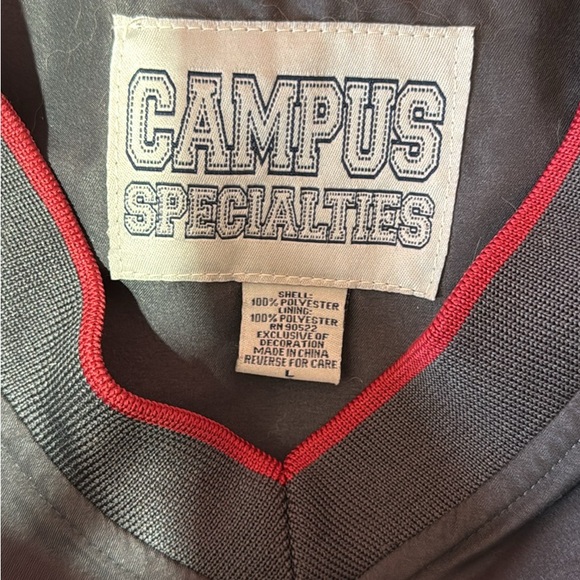 CAMPUS
SPECIALTIES
SHELL:
100% POLYESTER
LINING:
100% POLYESTER
RN 90522
EXCLUSIVE OF
DECORATION
MADE IN CHINA
REVERSE FOR CARE
L